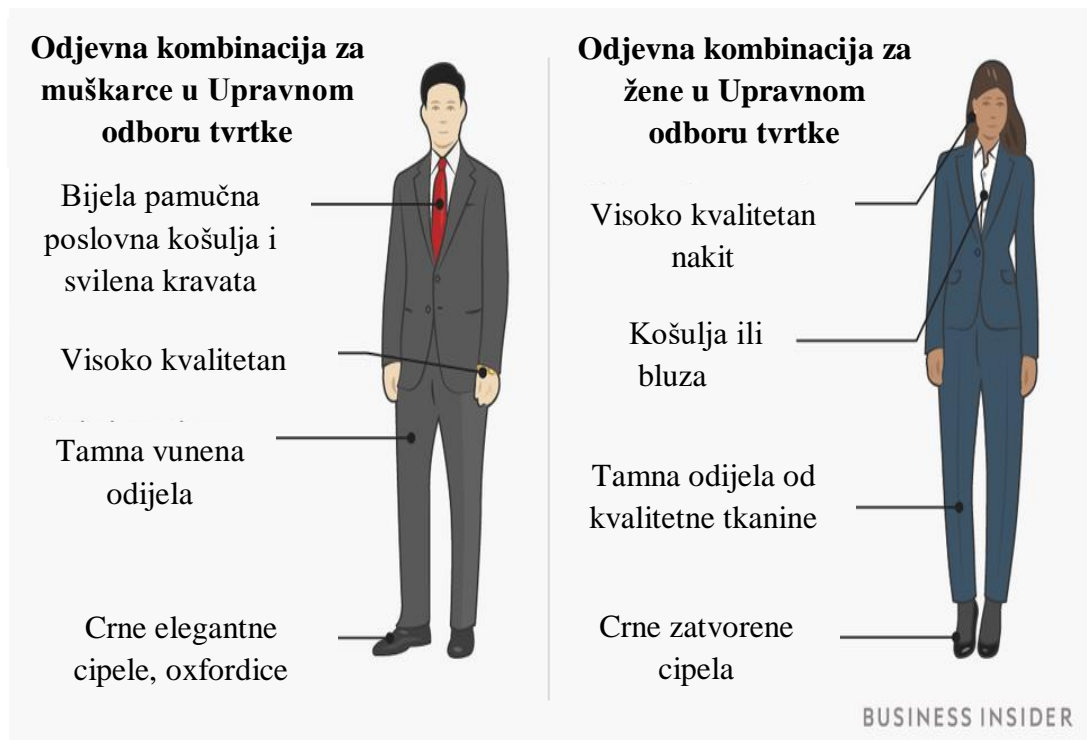 Odjevna kombinacija za
muškarce u Upravnom
odboru tvrtke
Bijela pamučna
poslovna košulja i
svilena kravata
Visoko kvalitetan
Tamna vunena
odijela
Crne elegantne
cipele, oxfordice
Odjevna kombinacija za
žene u Upravnom
odboru tvrtke
Visoko kvalitetan
nakit
Košulja ili
bluza
Tamna odijela od
kvalitetne tkanine
Crne zatvorene
cipela
BUSINESS INSIDER